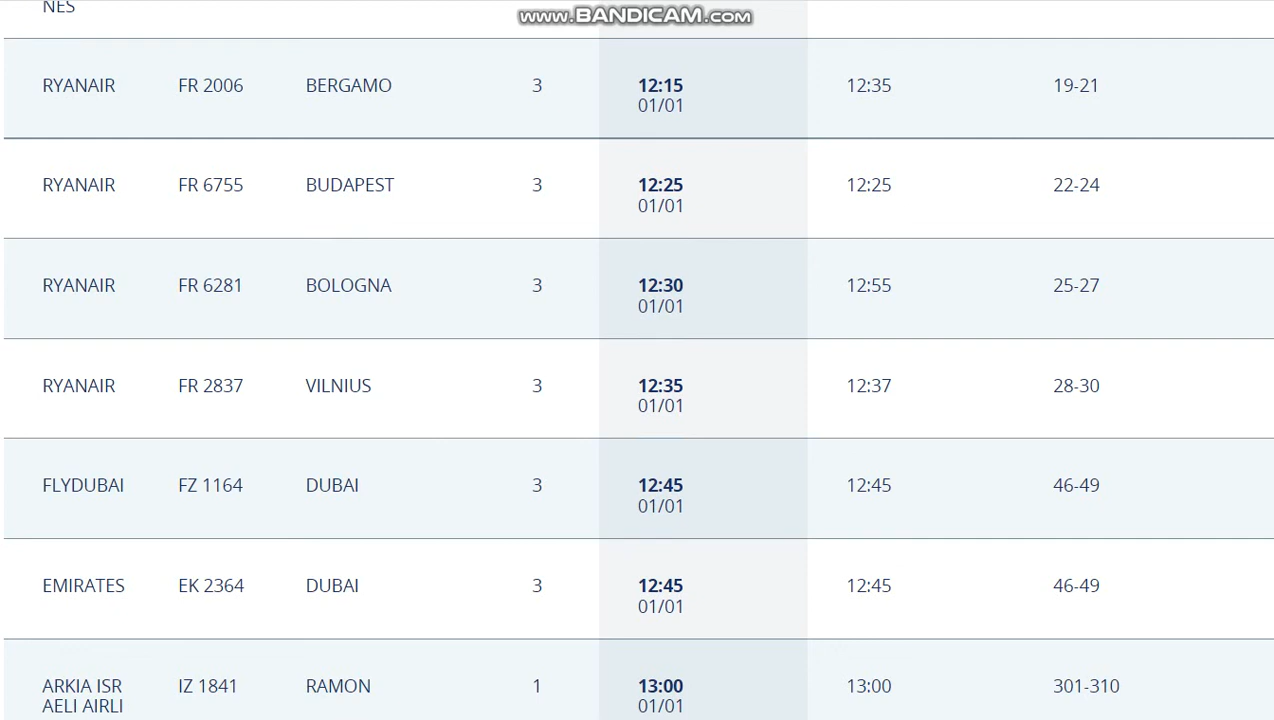 NES
www.BANDICAM.com
RYANAIR FR 2006 BERGAMO 3 12:15 12:35 19-21
01/01
RYANAIR FR 6755 BUDAPEST 3 12:25 12:25 22-24
01/01
RYANAIR FR 6281 BOLOGNA 3 12:30 12:55 25-27
01/01
RYANAIR FR 2837 VILNIUS 3 12:35 12:37 28-30
01/01
FLYDUBAI FZ 1164 DUBAI 3 12:45 12:45 46-49
01/01
EMIRATES EK 2364 DUBAI 3 12:45 12:45 46-49
01/01
ARKIA ISR IZ 1841 RAMON 1 13:00 13:00 301-310
AELI AIRLI 01/01